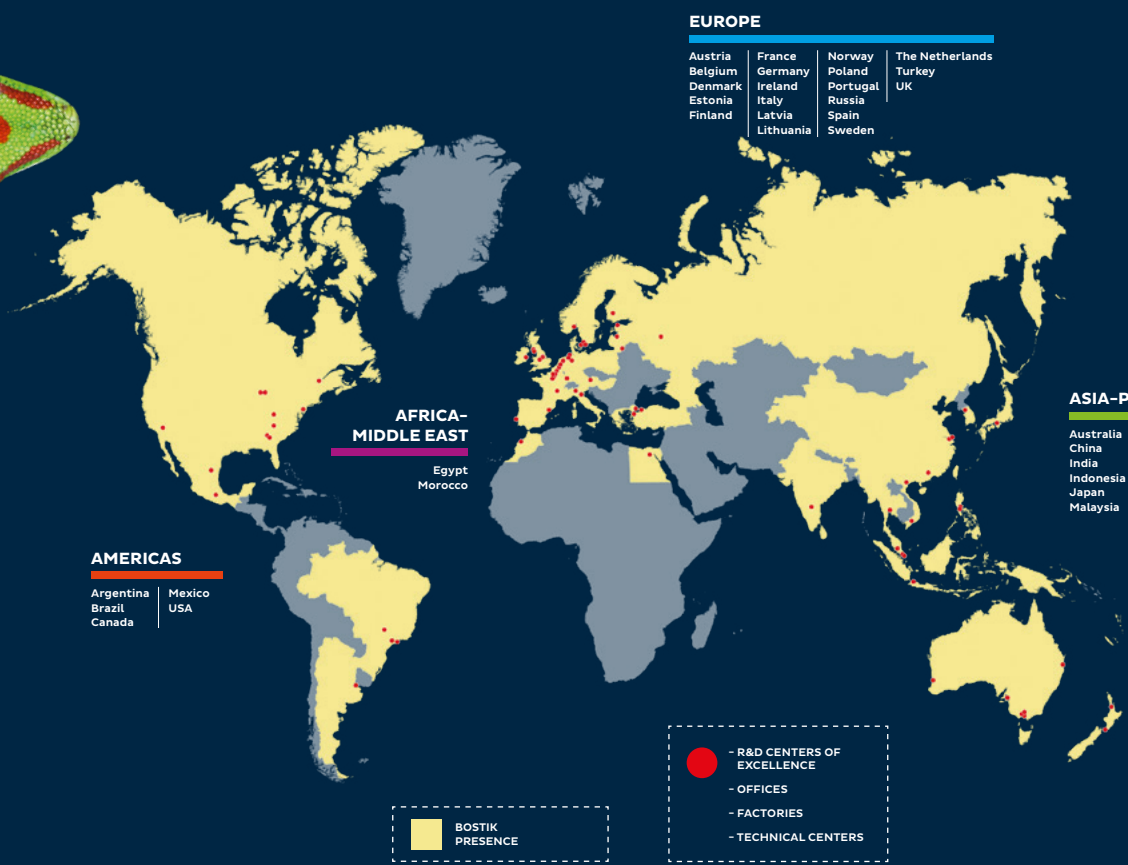 EUROPE
Austria
Belgium
Denmark
Estonia
Finland
France
Germany
Ireland
Italy
Latvia
Lithuania
Norway
Poland
Portugal
Russia
Spain
Sweden
The Netherlands
Turkey
UK
AFRICA-
MIDDLE EAST
Egypt
Morocco
ASIA-P
Australia
China
India
Indonesia
Japan
Malaysia
AMERICAS
Argentina
Brazil
Canada
Mexico
USA
- R&D CENTERS OF
EXCELLENCE
- OFFICES
- FACTORIES
- TECHNICAL CENTERS
BOSTIK
PRESENCE